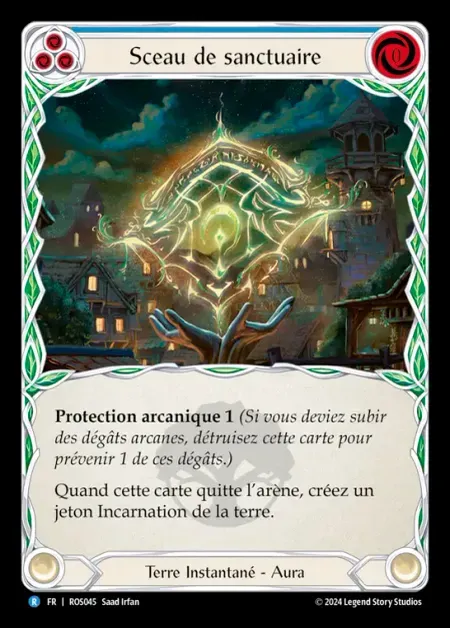 Sceau de sanctuaire
0
Protection arcanique 1 (Si vous deviez subir
des dégâts arcanes, détruisez cette carte pour
prévenir 1 de ces dégâts.)
Quand cette carte quitte l'arène, créez un
jeton Incarnation de la terre.
Terre Instantané - Aura
R FR | ROS045 Saad Irfan
© 2024 Legend Story Studios